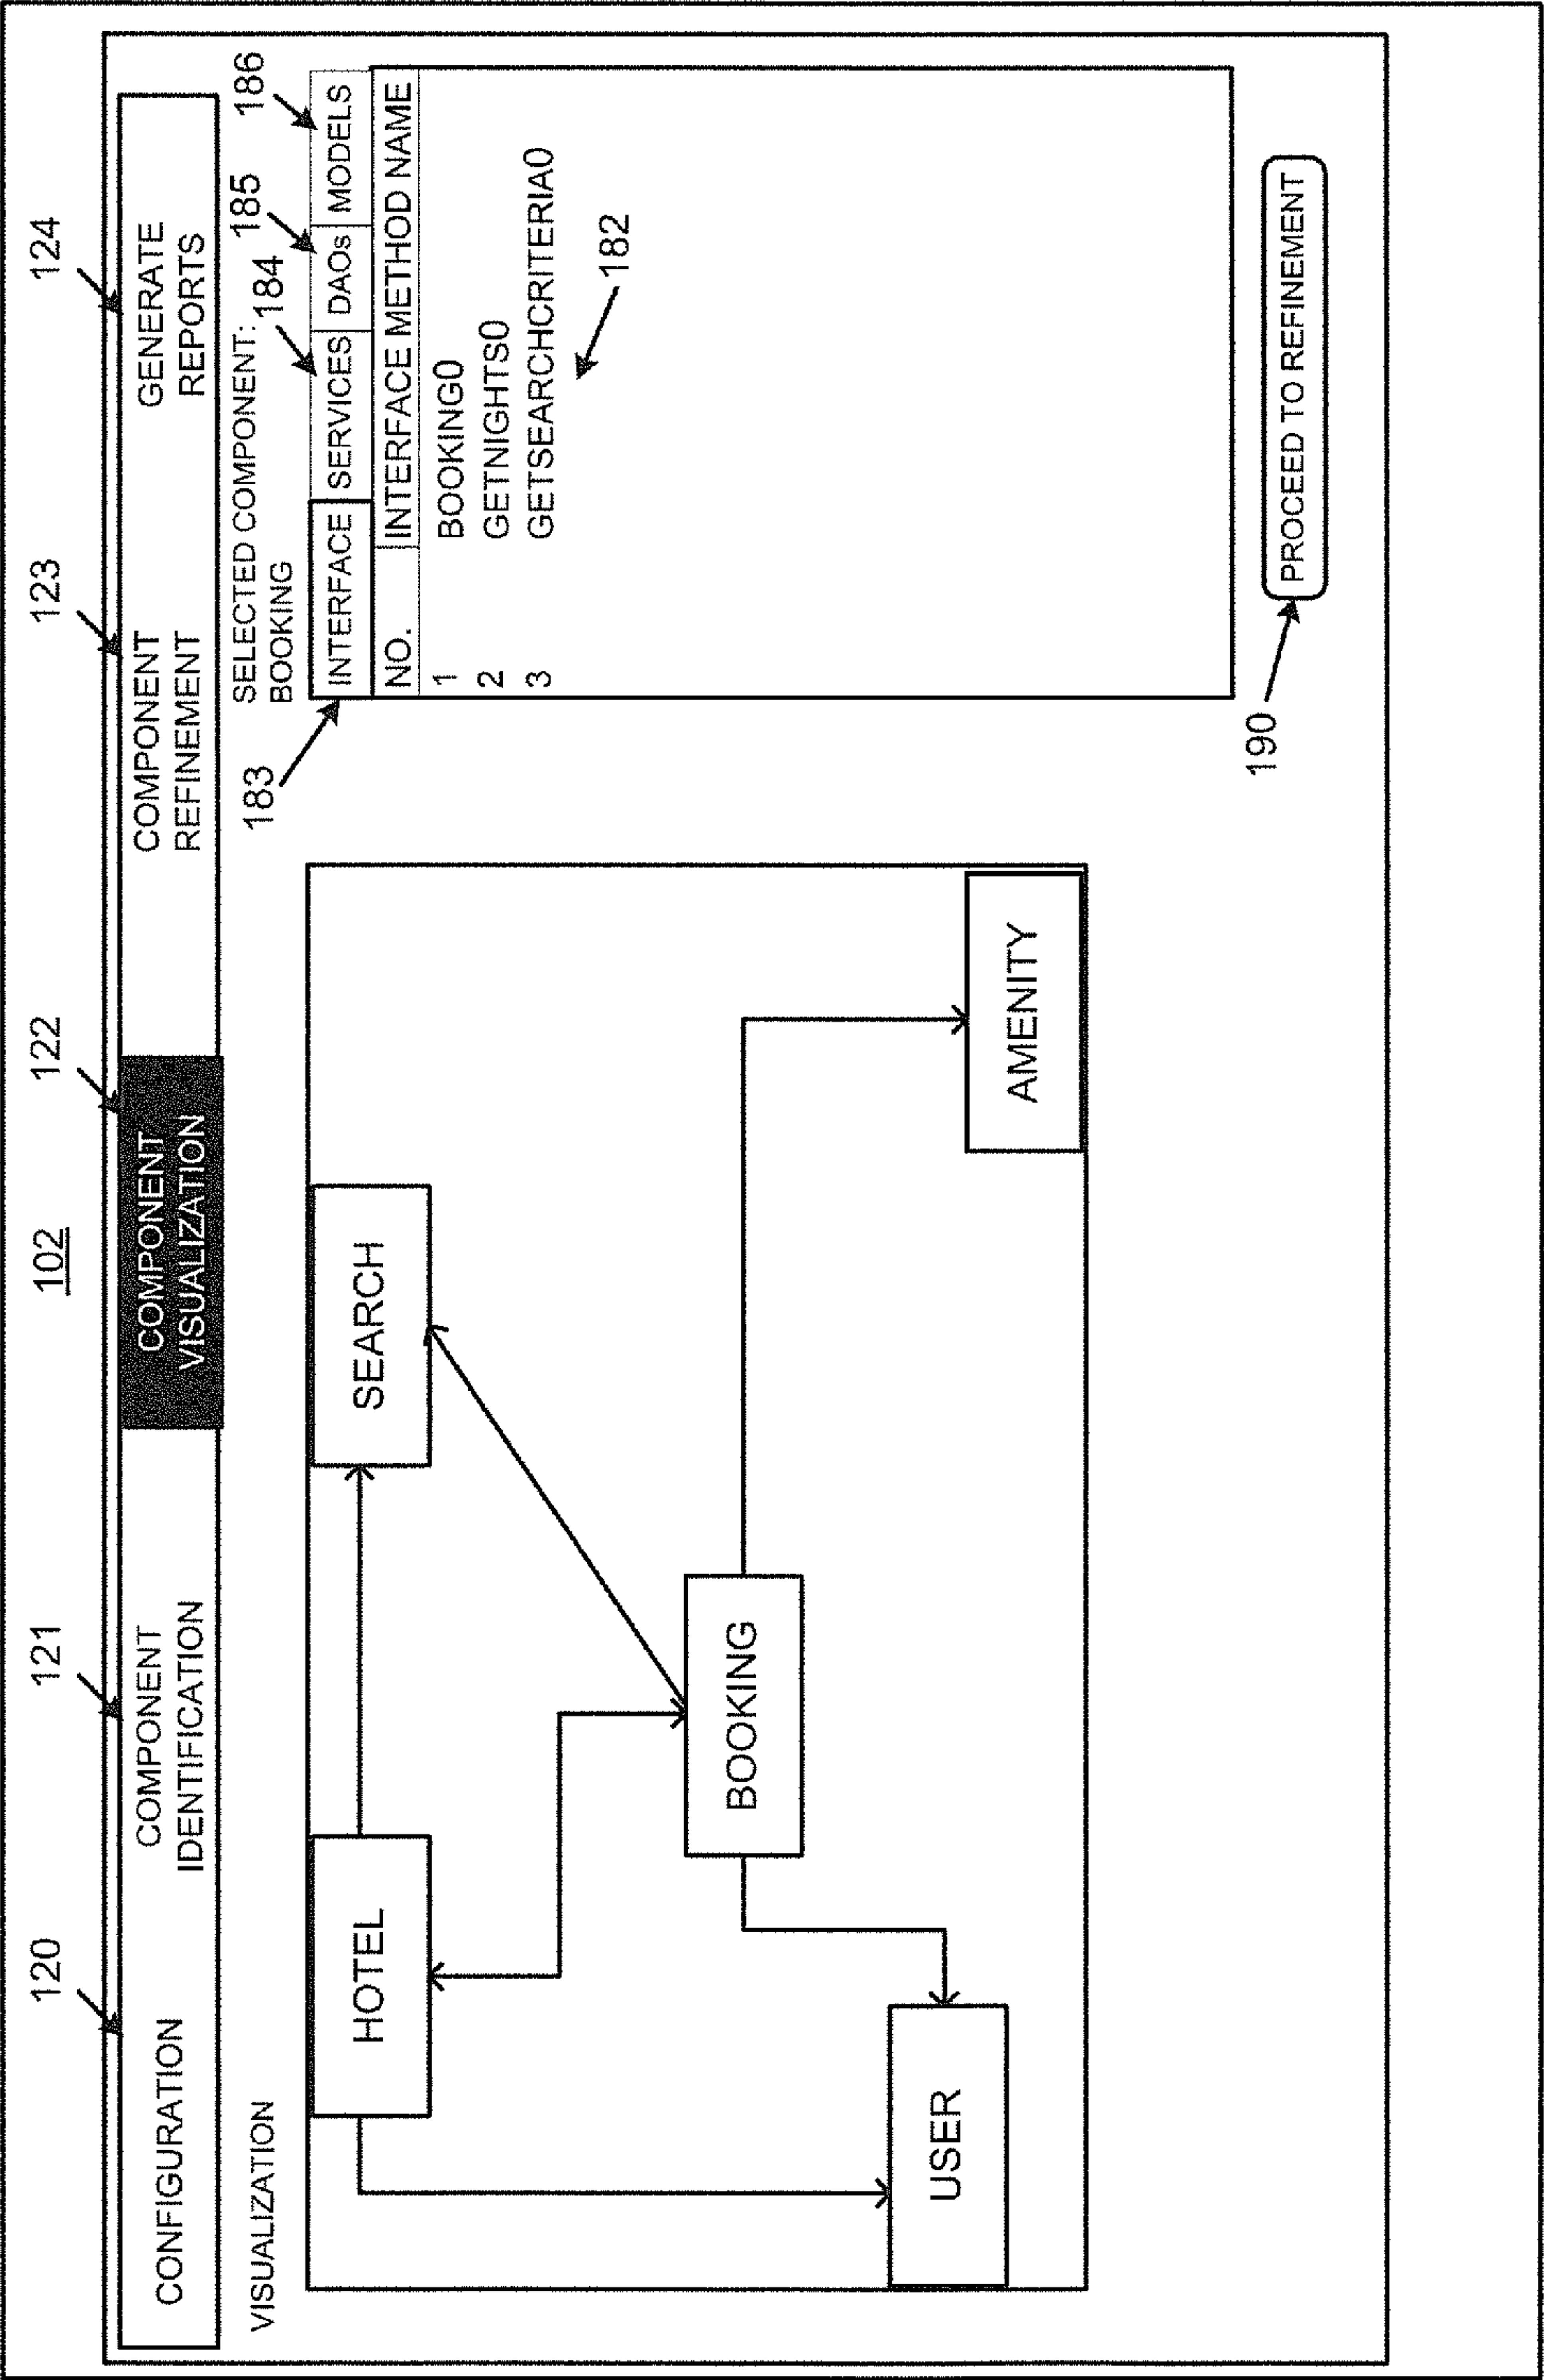 102
120
121
122
123
124
CONFIGURATION
COMPONENT
IDENTIFICATION
COMPONENT
VISUALIZATION
COMPONENT
REFINEMENT
GENERATE
REPORTS
VISUALIZATION
HOTEL
SEARCH
BOOKING
USER
AMENITY
SELECTED COMPONENT:
BOOKING
183
184
185
186
INTERFACE SERVICES DAOs MODELS
NO. INTERFACE METHOD NAME
1 BOOKING0
2 GETNIGHTS0
3 GETSEARCHCRITERIA0
182
190
PROCEED TO REFINEMENT